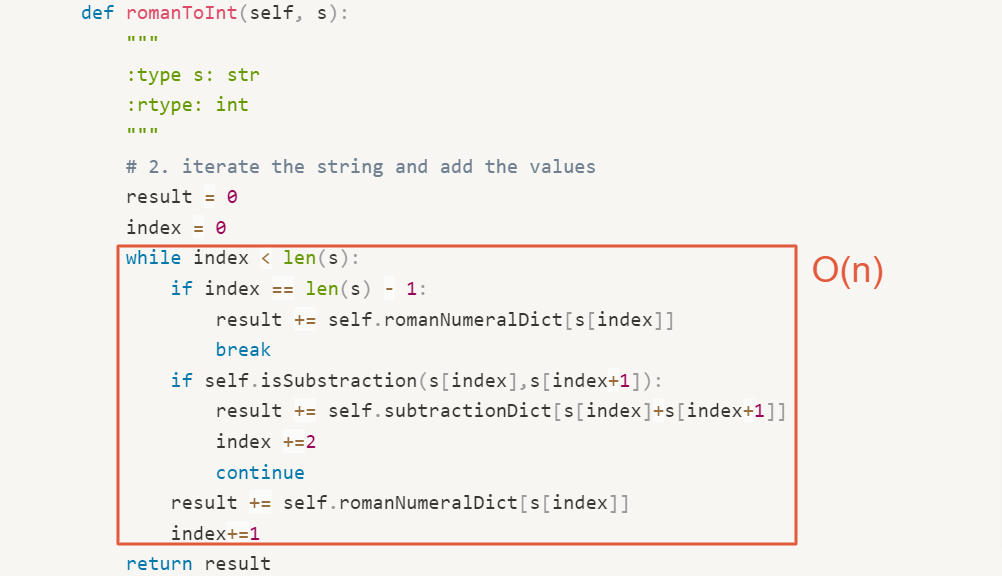 def romanToInt(self, s):
"""
:type s: str
:rtype: int
"""
# 2. iterate the string and add the values
result = 0
index = 0
while index < len(s):
if index == len(s) - 1:
result += self.romanNumeralDict[s[index]]
break
if self.isSubstraction(s[index],s[index+1]):
result += self.subtractionDict[s[index]+s[index+1]]
index +=2
continue
result += self.romanNumeralDict[s[index]]
index+=1
return result
O(n)